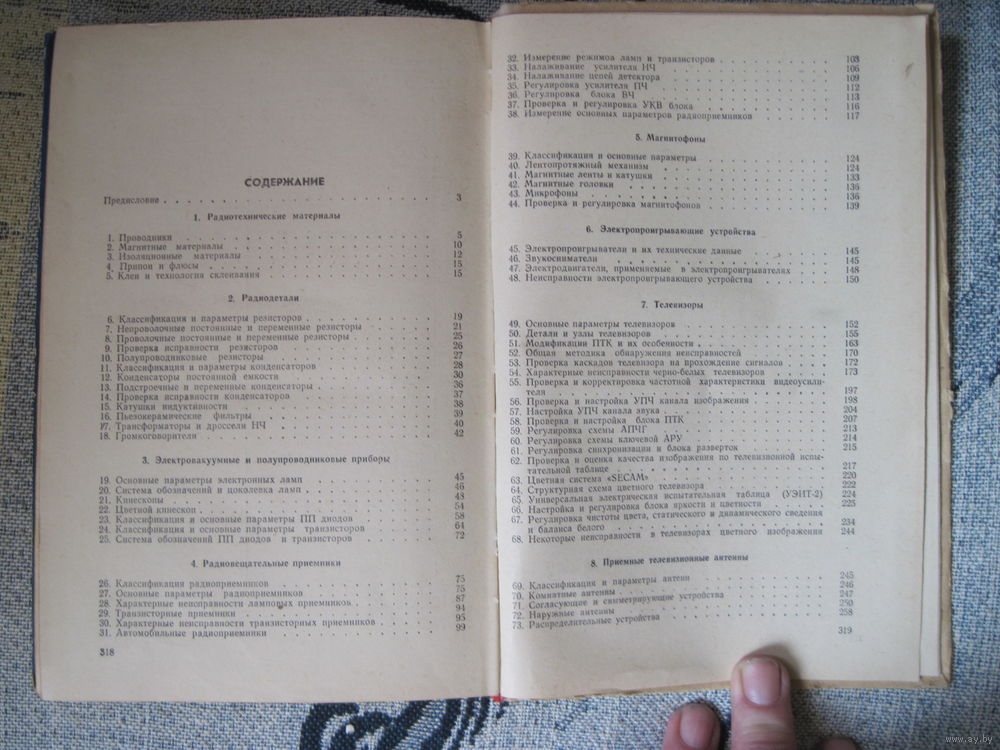 СОДЕРЖАНИЕ
Предисловие . . . 3
1. Радиотехнические материалы
1. Проводники . . . 5
2. Магнитные материалы . . . 10
3. Изоляционные материалы . . . 12
4. Припои и флюсы . . . 15
5. Клеи и технология склеивания . . . 15
2. Радиодетали
6. Классификация и параметры резисторов . . . 19
7. Непроволочные постоянные и переменные резисторы . . . 21
8. Проволочные постоянные и переменные резисторы . . . 25
9. Проверка исправности резисторов . . . 26
10. Полупроводниковые резисторы . . . 27
11. Классификация и параметры конденсаторов . . . 28
12. Конденсаторы постоянной емкости . . . 30
13. Подстроечные и переменные конденсаторы . . . 36
14. Проверка исправности конденсаторов . . . 37
15. Катушки индуктивности . . . 38
16. Пьезокерамические фильтры . . . 39
17. Трансформаторы и дроссели НЧ . . . 40
18. Громкоговорители . . . 42
3. Электровакуумные и полупроводниковые приборы
19. Основные параметры электронных ламп . . . 45
20. Система обозначений и цоколевка ламп . . . 46
21. Кинескопы . . . 48
22. Цветной кинескоп . . . 54
23. Классификация и основные параметры ПП диодов . . . 58
24. Классификация и основные параметры транзисторов . . . 64
25. Система обозначений ПП диодов и транзисторов . . . 72
4. Радиовещательные приемники
26. Классификация радиоприемников . . . 75
27. Основные параметры радиоприемников . . . 75
28. Характерные неисправности ламповых приемников . . . 87
29. Транзисторные приемники . . . 94
30. Характерные неисправности транзисторных приемников . . . 95
31. Автомобильные радиоприемники . . . 99
318
32. Измерение режимов ламп и транзисторов . . . 103
33. Налаживание усилителя НЧ . . . 106
34. Налаживание цепей детектора . . . 109
35. Регулировка усилителя ПЧ . . . 112
36. Регулировка блока ВЧ . . . 113
37. Проверка и регулировка УКВ блока . . . 116
38. Измерение основных параметров радиоприемников . . . 117
5. Магнитофоны
39. Классификация и основные параметры . . . 124
40. Лентопротяжный механизм . . . 124
41. Магнитные ленты и катушки . . . 133
42. Магнитные головки . . . 135
43. Микрофоны . . . 136
44. Проверка и регулировка магнитофонов . . . 139
6. Электропроигрывающие устройства
45. Электропроигрыватели и их технические данные . . . 145
46. Звукосниматели . . . 145
47. Электродвигатели, применяемые в электропроигрывателях . . . 148
48. Неисправности электропроигрывающего устройства . . . 150
7. Телевизоры
49. Основные параметры телевизоров . . . 152
50. Детали и узлы телевизоров . . . 155
51. Модификации ПТК и их особенности . . . 163
52. Общая методика обнаружения неисправностей . . . 170
53. Проверка каскадов телевизора на прохождение сигналов . . . 172
54. Характерные неисправности черно-белых телевизоров . . . 173
55. Проверка и корректировка частотной характеристики видеоусили-
теля . . . 197
56. Проверка и настройка УПЧ канала изображения . . . 198
57. Настройка УПЧ канала звука . . . 204
58. Проверка и настройка блока ПТК . . . 207
59. Регулировка схемы АПЧГ . . . 213
60. Регулировка схемы ключевой АРУ . . . 214
61. Регулировка синхронизации и блока разверток . . . 215
62. Проверка и оценка качества изображения по телевизионной испы-
тательной таблице . . . 217
63. Цветная система «SECAM» . . . 220
64. Структурная схема цветного телевизора . . . 222
65. Универсальная электрическая испытательная таблица (УЭИТ-2) 224
66. Настройка и регулировка блока яркости и цветности . . . 225
67. Регулировка чистоты цвета, статического и динамического сведения
и баланса белого . . . 234
68. Некоторые неисправности в телевизорах цветного изображения 244
8. Приемные телевизионные антенны
69. Классификация и параметры антенн . . . 245
70. Комнатные антенны . . . 246
71. Согласующие и симметрирующие устройства . . . 247
72. Наружные антенны . . . 250
73. Распределительные устройства . . . 258
319
www.ay.by